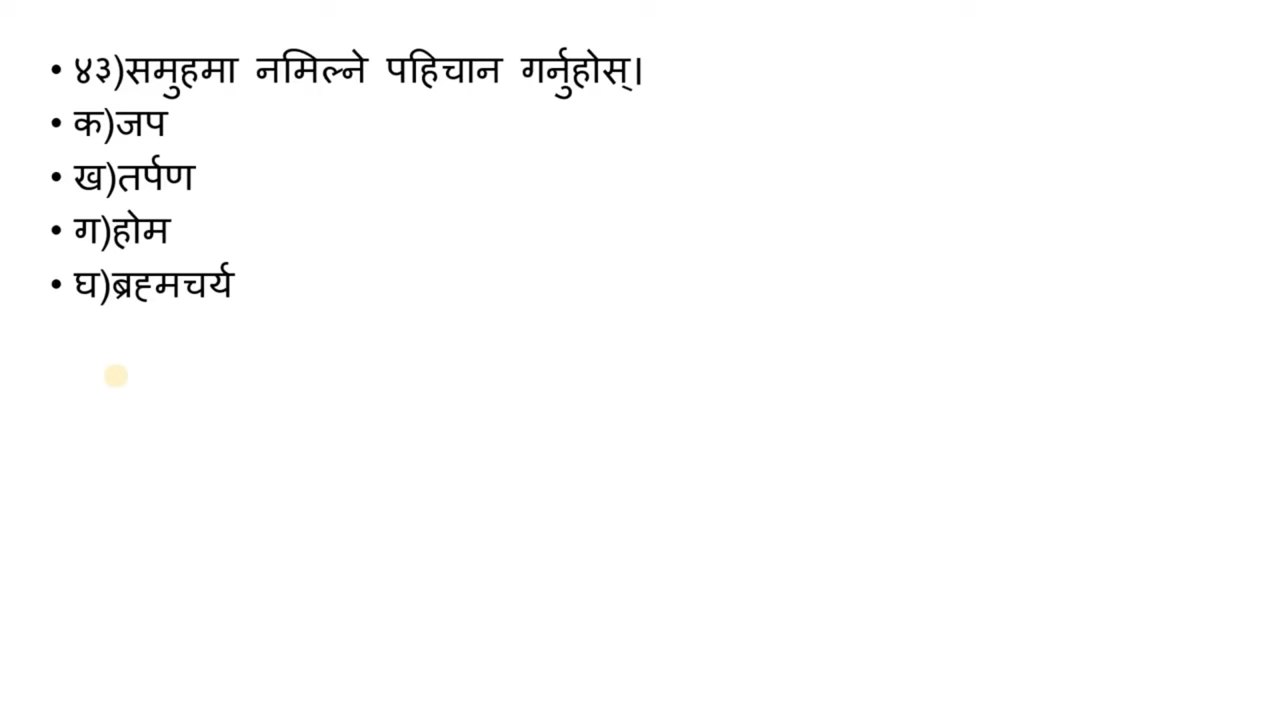 • ४३)समुहमा नमिल्ने पहिचान गर्नुहोस्।
• क)जप
• ख)तर्पण
• ग)होम
• घ)ब्रह्मचर्य